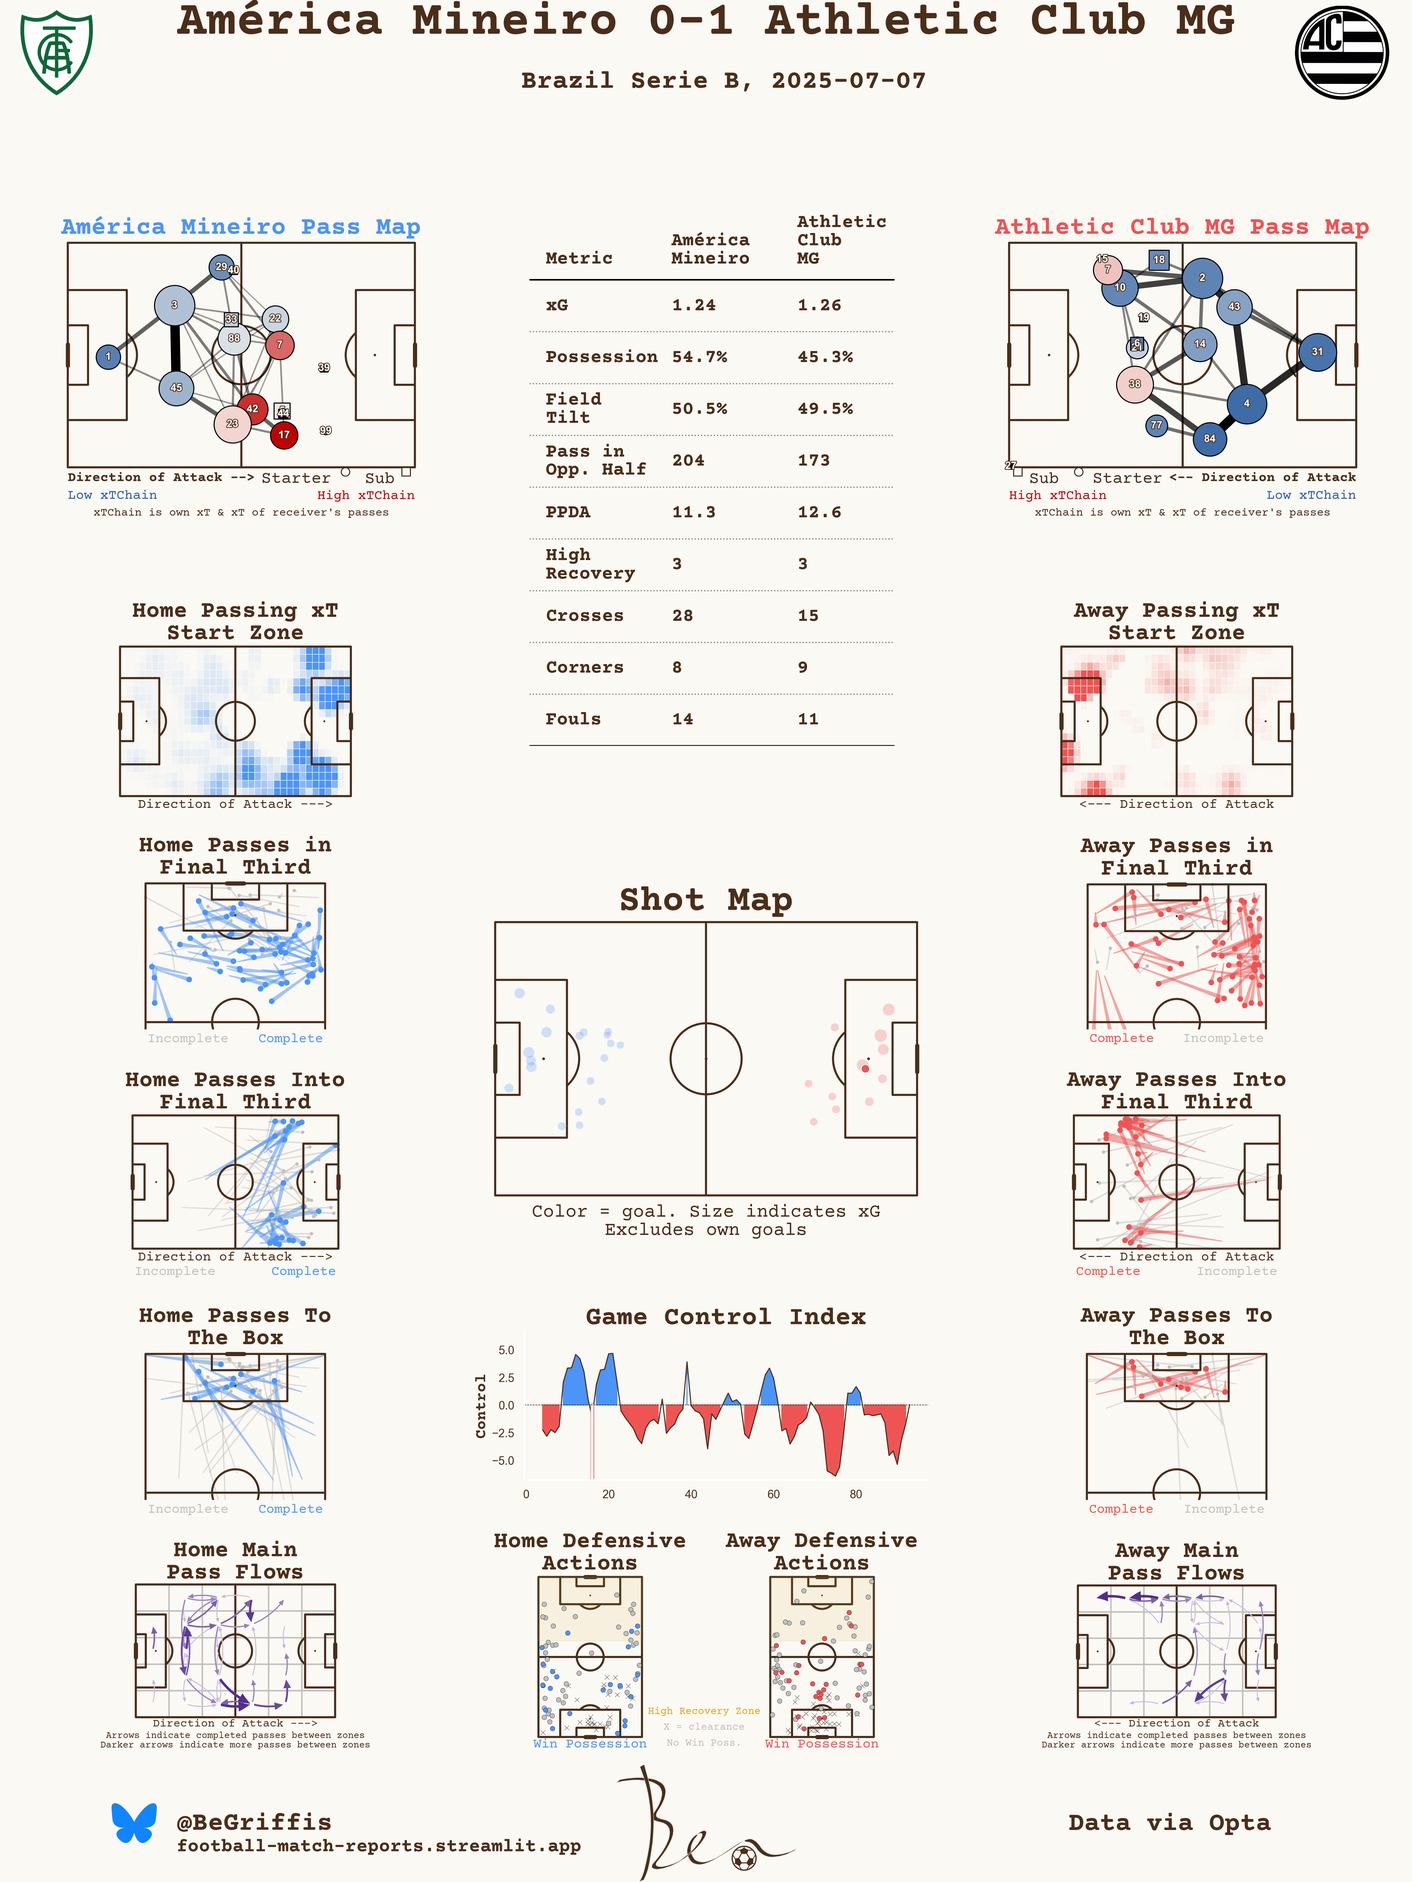 América Mineiro 0-1 Athletic Club MG
Brazil Serie B, 2025-07-07
AC
América Mineiro Pass Map
29
40
3
33
22
88
7
1
39
45
42
44
23
17
99
Direction of Attack --> Starter Sub
Low xTChain High xTChain
xTChain is own xT & xT of receiver's passes
Metric América Mineiro Athletic Club MG
xG 1.24 1.26
Possession 54.7% 45.3%
Field Tilt 50.5% 49.5%
Pass in Opp. Half 204 173
PPDA 11.3 12.6
High Recovery 3 3
Crosses 28 15
Corners 8 9
Fouls 14 11
Athletic Club MG Pass Map
15
18
7
10
2
43
19
6
21
14
31
38
4
77
84
27
Sub Starter <-- Direction of Attack
High xTChain Low xTChain
xTChain is own xT & xT of receiver's passes
Home Passing xT
Start Zone
Direction of Attack --->
Away Passing xT
Start Zone
<--- Direction of Attack
Home Passes in
Final Third
Incomplete Complete
Away Passes in
Final Third
Complete Incomplete
Shot Map
Color = goal. Size indicates xG
Excludes own goals
Home Passes Into
Final Third
Direction of Attack --->
Incomplete Complete
Away Passes Into
Final Third
<--- Direction of Attack
Complete Incomplete
Home Passes To
The Box
Incomplete Complete
Game Control Index
Control
5.0
2.5
0.0
−2.5
−5.0
0 20 40 60 80
Away Passes To
The Box
Complete Incomplete
Home Main
Pass Flows
Direction of Attack --->
Arrows indicate completed passes between zones
Darker arrows indicate more passes between zones
Home Defensive
Actions
Win Possession
High Recovery Zone
X = clearance
No Win Poss.
Away Defensive
Actions
Win Possession
Away Main
Pass Flows
<--- Direction of Attack
Arrows indicate completed passes between zones
Darker arrows indicate more passes between zones
@BeGriffis
football-match-reports.streamlit.app
Ben
Data via Opta